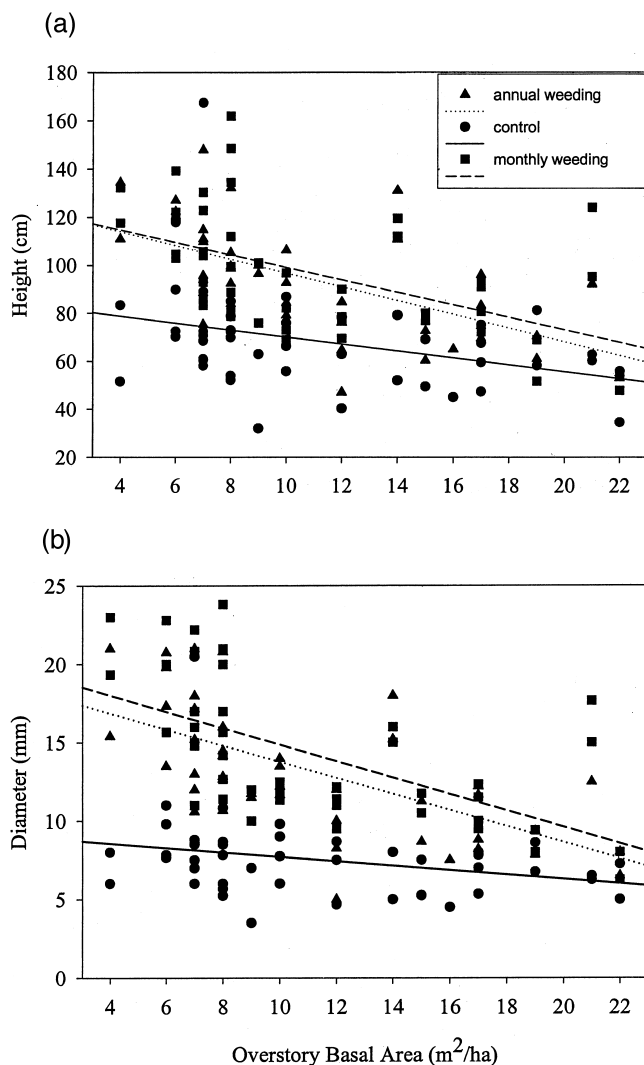 (a)
180
160
140
120
100
80
60
40
20
Height (cm)
annual weeding
control
monthly weeding
4 6 8 10 12 14 16 18 20 22
(b)
25
20
15
10
5
0
Diameter (mm)
4 6 8 10 12 14 16 18 20 22
Overstory Basal Area (m²/ha)